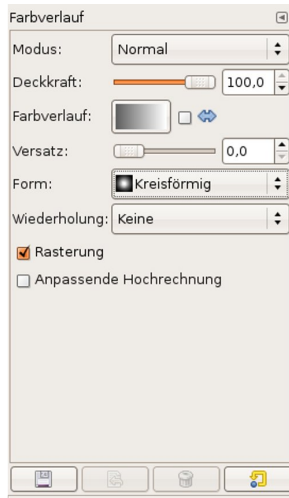 Farbverlauf
Modus: Normal
Deckkraft: 100,0
Farbverlauf:
Versatz: 0,0
Form: Kreisförmig
Wiederholung: Keine
Rasterung
Anpassende Hochrechnung